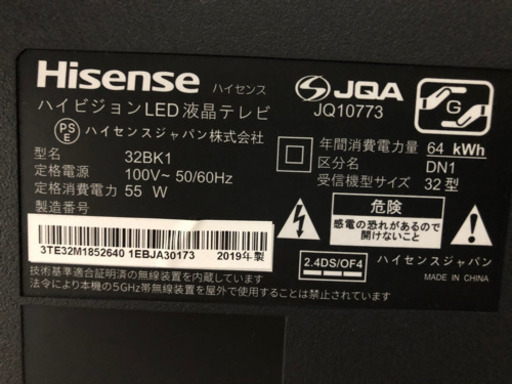 Hisense ハイセンス
ハイビジョンLED液晶テレビ
PS E ハイセンスジャパン株式会社
型名 32BK1
定格電源 100V~ 50/60Hz
定格消費電力 55 W
製造番号
3TE32M1852640 1EBJA30173 2019年製
技術基準適合証明済の無線装置を内蔵しています
法令により本機の5GHz帯無線装置を屋外で使用することは禁止されています。
S JQA
JQ10773
G
年間消費電力量 64 kWh
区分名 DN1
受信機型サイズ 32 型
危険
感電の恐れがあるので
開けないこと
2.4DS/OF4
ハイセンスジャパン
MADE IN CHINA